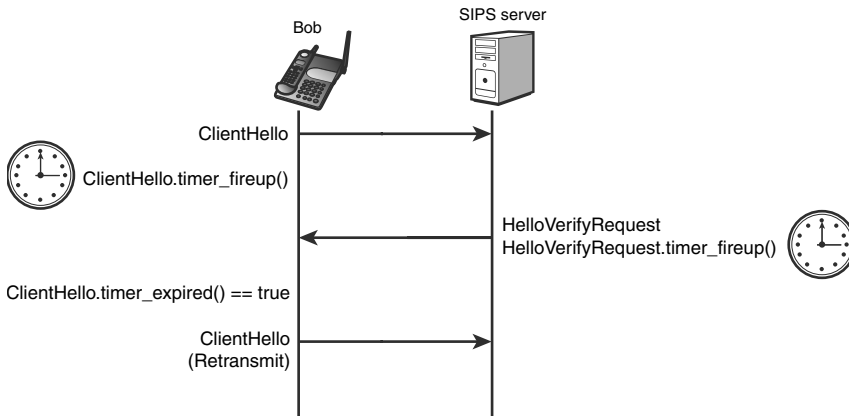 SIPS server
Bob
ClientHello
ClientHello.timer_fireup()
HelloVerifyRequest
HelloVerifyRequest.timer_fireup()
ClientHello.timer_expired() == true
ClientHello
(Retransmit)